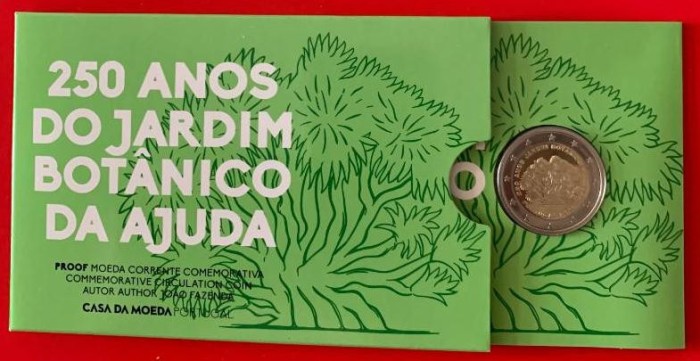 250 ANOS
DO JARDIM
BOTÂNICO
DA AJUDA
PROOF MOEDA CORRENTE COMEMORATIVA
COMMEMORATIVE CIRCULATION COIN
AUTOR AUTHOR JOÃO FAZENDA
CASA DA MOEDA PORTUGAL
O